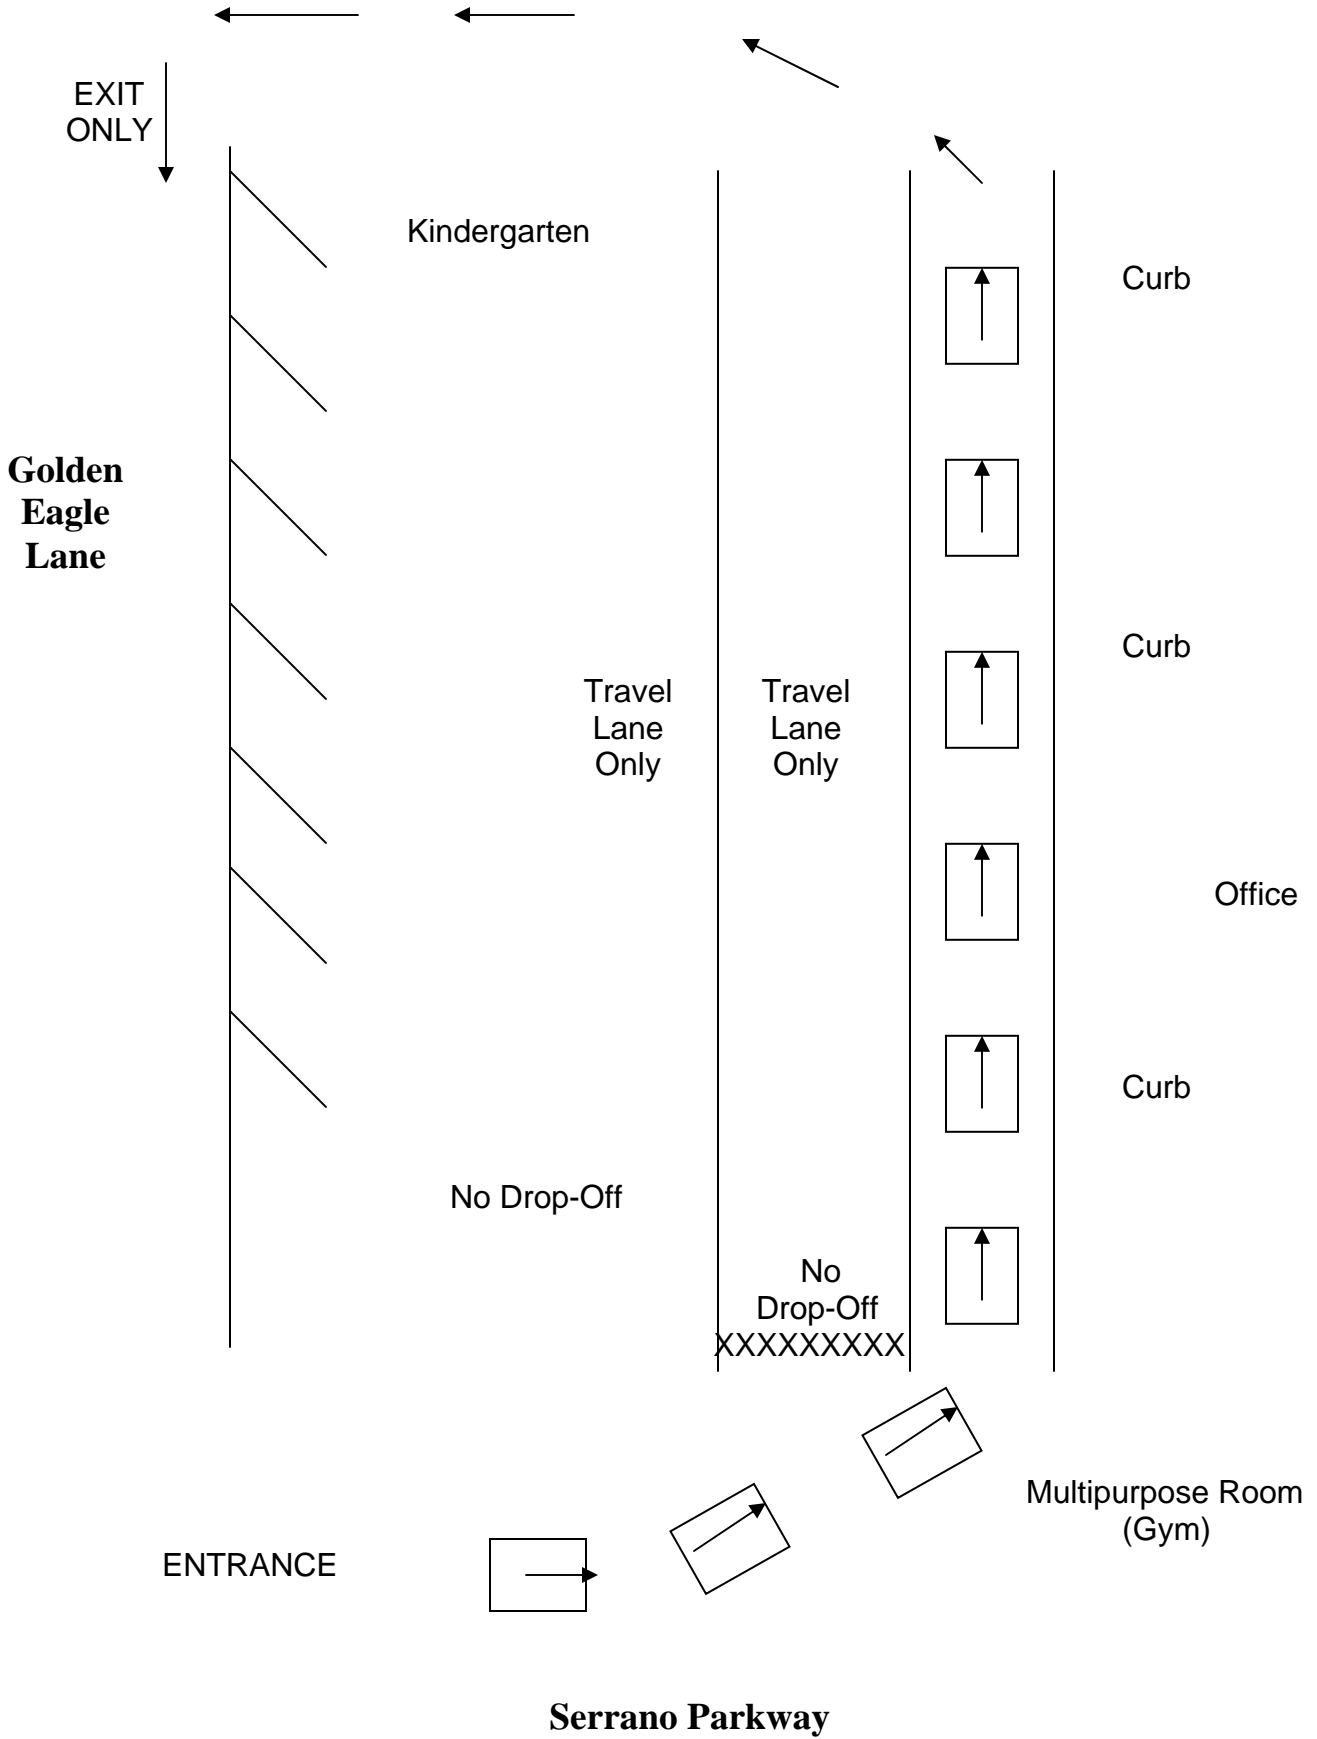 EXIT
ONLY
Kindergarten
Curb
Golden
Eagle
Lane
Curb
Travel
Lane
Only
Travel
Lane
Only
Office
Curb
No Drop-Off
No
Drop-Off
XXXXXXXXX
Multipurpose Room
(Gym)
ENTRANCE
Serrano Parkway